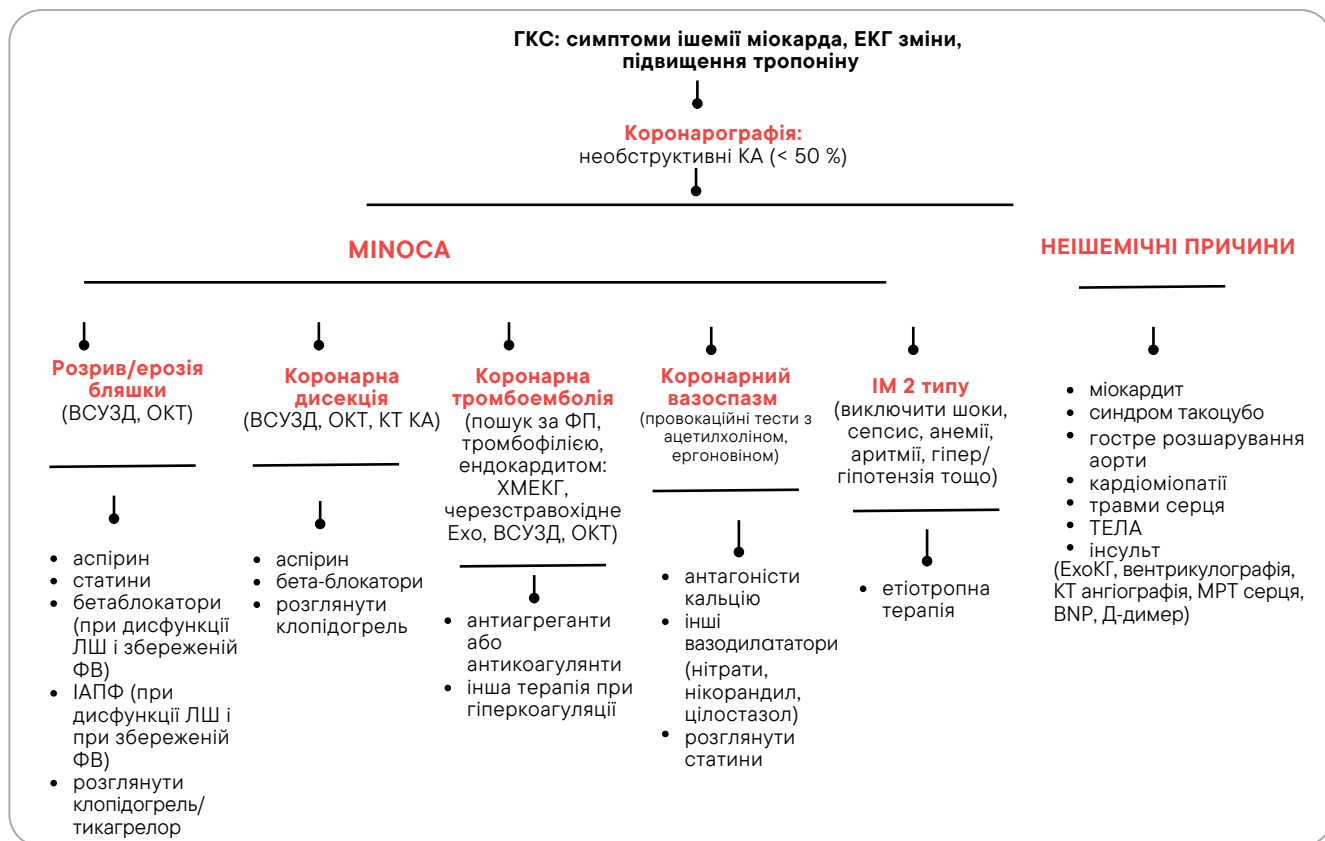 ГКС: симптоми ішемії міокарда, ЕКГ зміни,
підвищення тропоніну
Коронарографія:
необструктивні КА (< 50 %)
MINOCA
НЕІШЕМІЧНІ ПРИЧИНИ
Розрив/ерозія
бляшки
(ВСУЗД, ОКТ)
• аспірин
• статини
• бетаблокатори
(при дисфункції
ЛШ і збереженій
ФВ)
• ІАПФ (при
дисфункції ЛШ і
при збереженій
ФВ)
• розглянути
клопідогрель/
тикагрелор
Коронарна
дисекція
(ВСУЗД, ОКТ, КТ КА)
• аспірин
• бета-блокатори
• розглянути
клопідогрель
Коронарна
тромбоемболія
(пошук за ФП,
тромбофілією,
ендокардитом:
ХМЕКГ,
черезстравохідне
Ехо, ВСУЗД, ОКТ)
• антиагреганти
або
антикоагулянти
• інша терапія при
гіперкоагуляції
Коронарний
вазоспазм
(провокаційні тести з
ацетилхоліном,
ергоновіном)
• антагоністи
кальцію
• інші
вазодилататори
(нітрати,
нікорандил,
цілостазол)
• розглянути
статини
ІМ 2 типу
(виключити шоки,
сепсис, анемії,
аритмії, гіпер/
гіпотензія тощо)
• етіотропна
терапія
• міокардит
• синдром такоцубо
• гостре розшарування
аорти
• кардіоміопатії
• травми серця
• ТЕЛА
• інсульт
(ЕхоКГ, вентрикулографія,
КТ ангіографія, МРТ серця,
BNP, Д-димер)